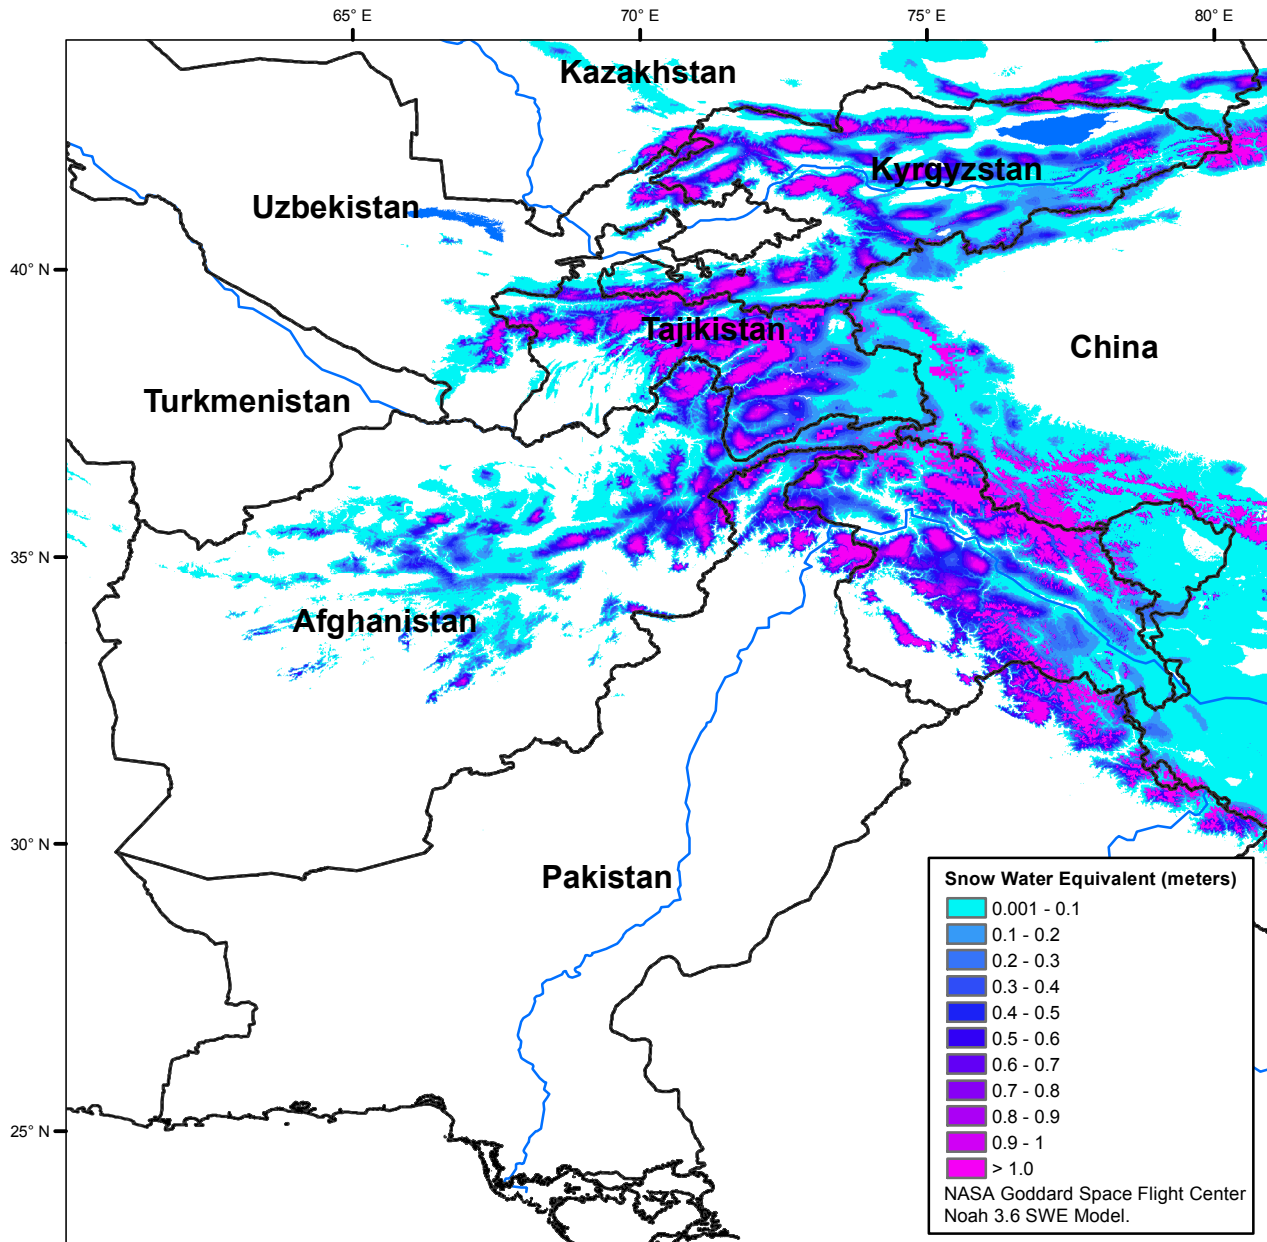 65° E
70° E
75° E
80° E
Kazakhstan
Kyrgyzstan
Uzbekistan
40° N
Tajikistan
China
Turkmenistan
35° N
Afghanistan
30° N
Pakistan
25° N
Snow Water Equivalent (meters)
0.001 - 0.1
0.1 - 0.2
0.2 - 0.3
0.3 - 0.4
0.4 - 0.5
0.5 - 0.6
0.6 - 0.7
0.7 - 0.8
0.8 - 0.9
0.9 - 1
> 1.0
NASA Goddard Space Flight Center
Noah 3.6 SWE Model.